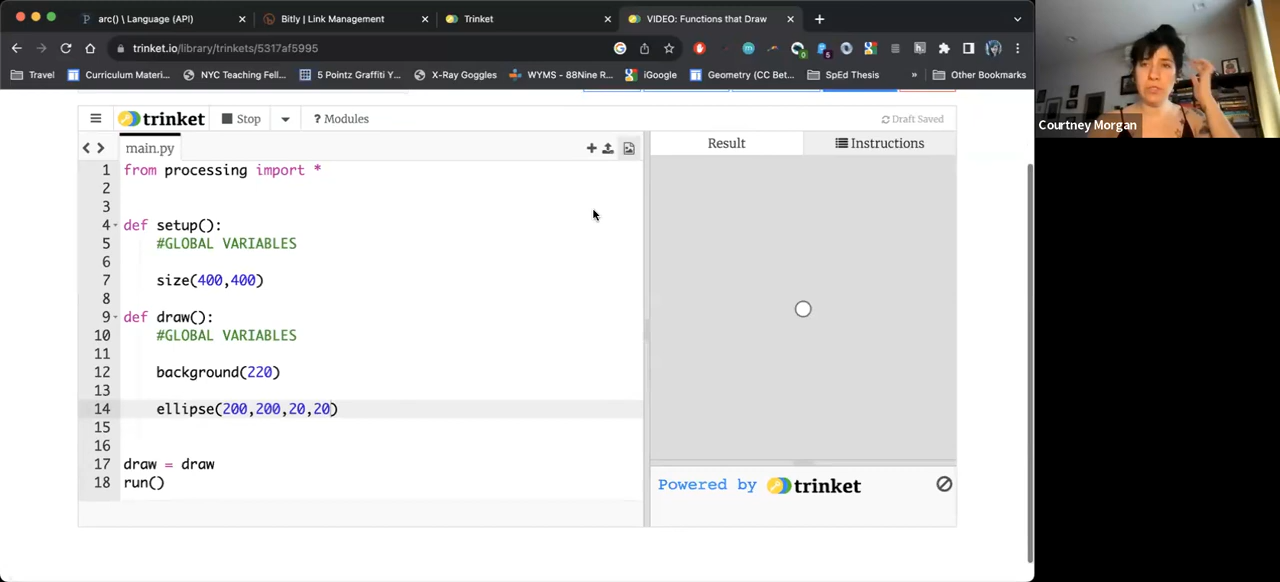 arc() \ Language (API)
Bitly | Link Management
Trinket
VIDEO: Functions that Draw
trinket.io/library/trinkets/5317af5995
Travel
Curriculum Materi...
NYC Teaching Fell...
5 Pointz Graffiti Y...
X-Ray Goggles
WYMS - 88Nine R...
iGoogle
Geometry (CC Bet...
SpEd Thesis
»
Other Bookmarks
trinket
Stop
? Modules
Draft Saved
main.py
Result
Instructions
1 from processing import *
2
3
4 def setup():
5 #GLOBAL VARIABLES
6
7 size(400,400)
8
9 def draw():
10 #GLOBAL VARIABLES
11
12 background(220)
13
14 ellipse(200,200,20,20)
15
16
17 draw = draw
18 run()
Powered by trinket
Courtney Morgan